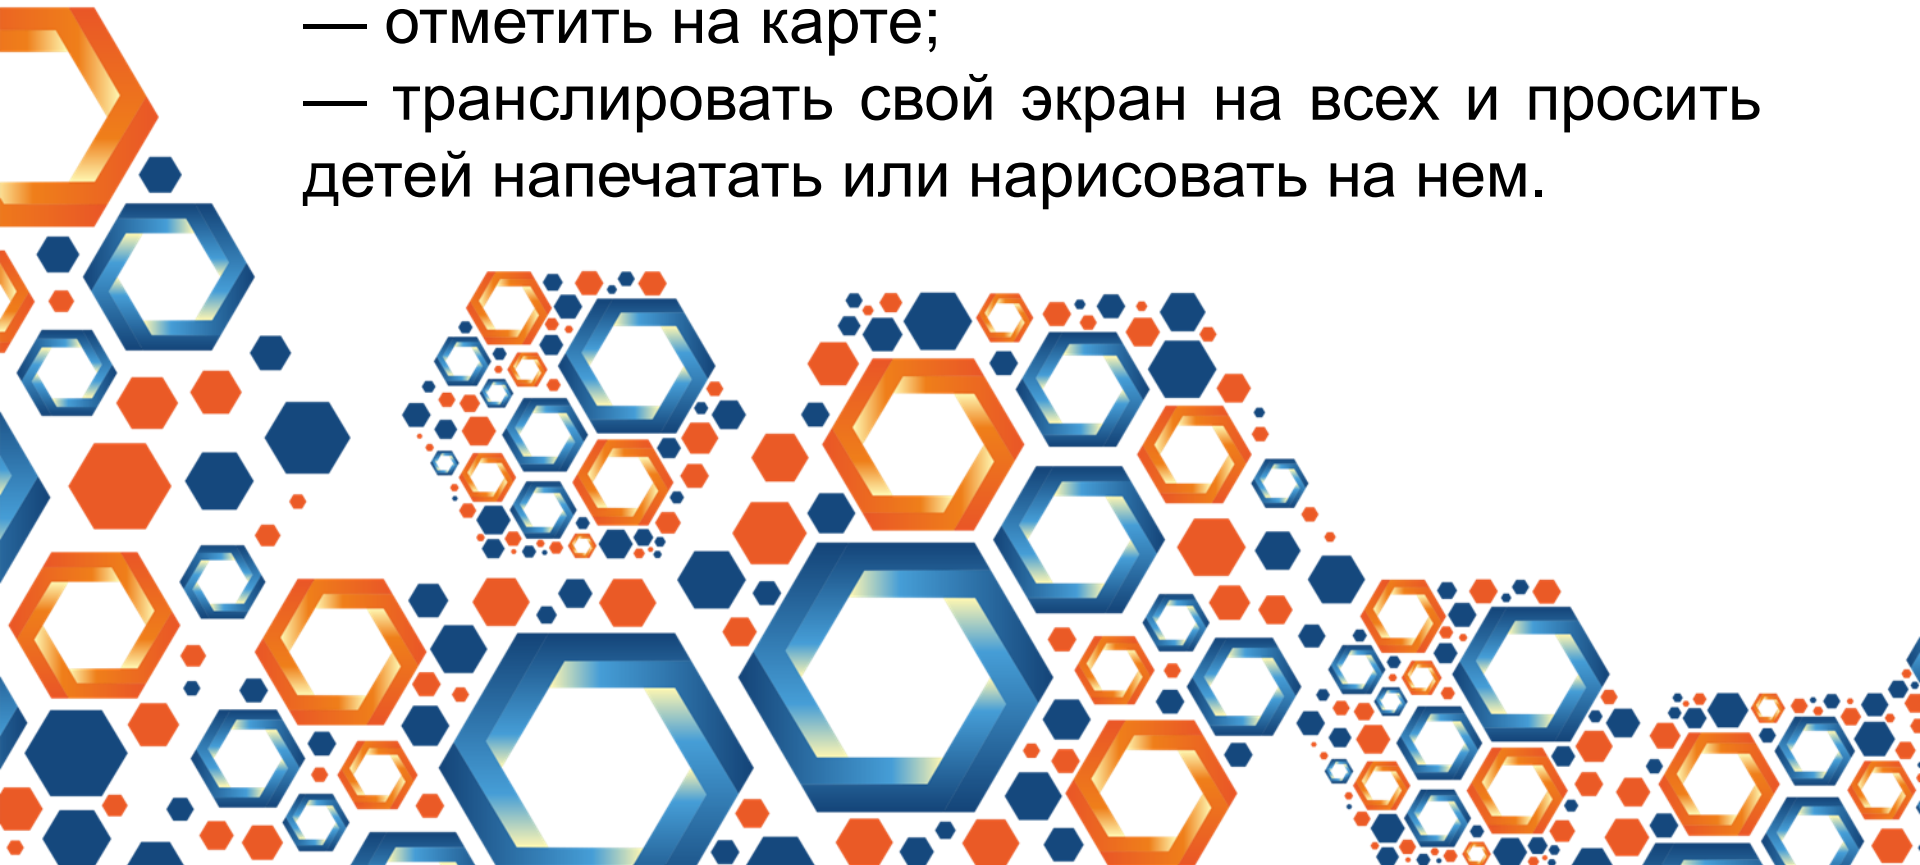 — отметить на карте;
— транслировать свой экран на всех и просить
детей напечатать или нарисовать на нем.